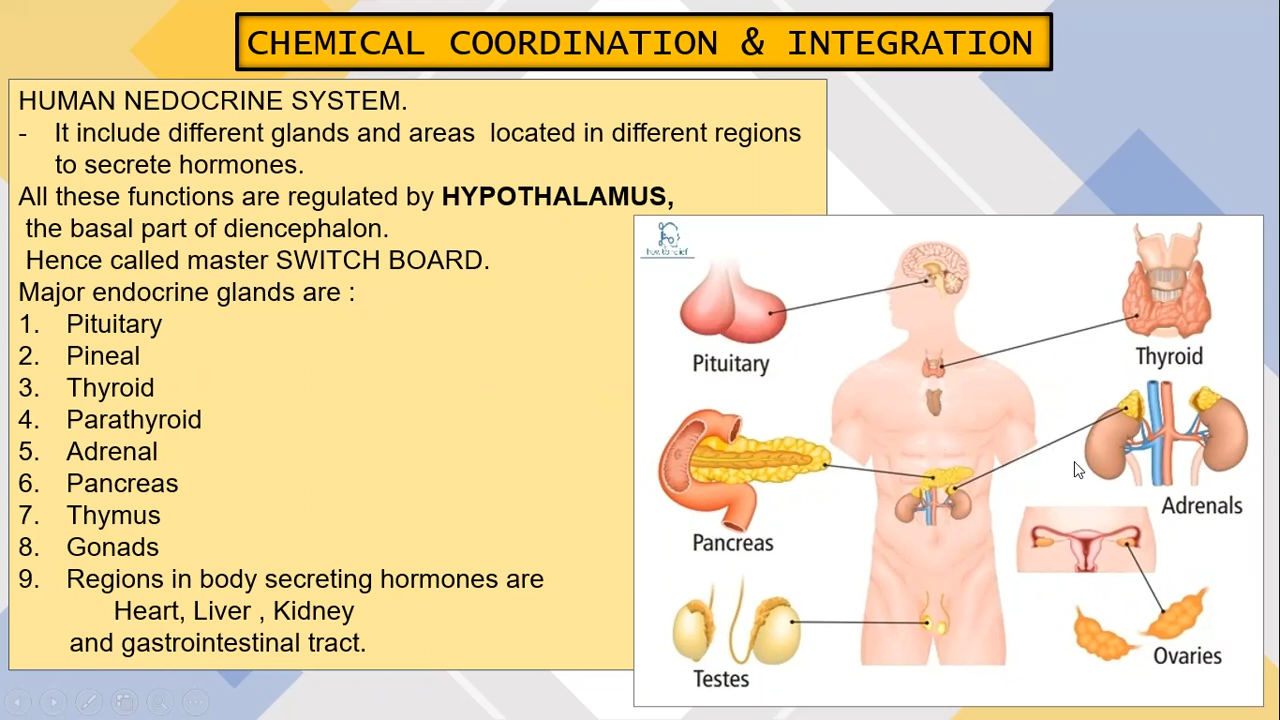 CHEMICAL COORDINATION & INTEGRATION
HUMAN NEDOCRINE SYSTEM.
- It include different glands and areas located in different regions
to secrete hormones.
All these functions are regulated by HYPOTHALAMUS,
the basal part of diencephalon.
Hence called master SWITCH BOARD.
Major endocrine glands are :
1. Pituitary
2. Pineal
3. Thyroid
4. Parathyroid
5. Adrenal
6. Pancreas
7. Thymus
8. Gonads
9. Regions in body secreting hormones are
Heart, Liver , Kidney
and gastrointestinal tract.
Pituitary
Thyroid
Pancreas
Adrenals
Testes
Ovaries